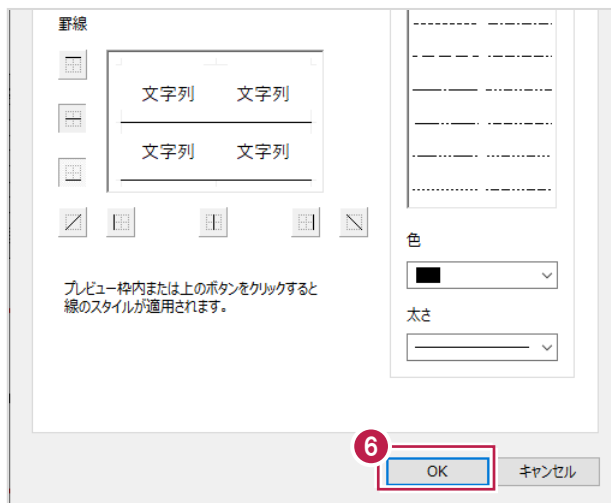 罫線
文字列 文字列
文字列 文字列
プレビュー枠内または上のボタンをクリックすると
線のスタイルが適用されます。
色
太さ
6
OK キャンセル